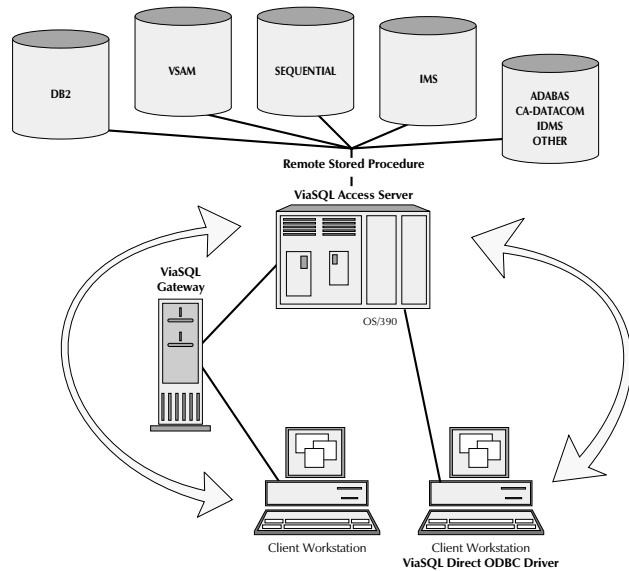 DB2
VSAM
SEQUENTIAL
IMS
ADABAS
CA-DATACOM
IDMS
OTHER
Remote Stored Procedure
ViaSQL Access Server
ViaSQL
Gateway
OS/390
Client Workstation
Client Workstation
ViaSQL Direct ODBC Driver